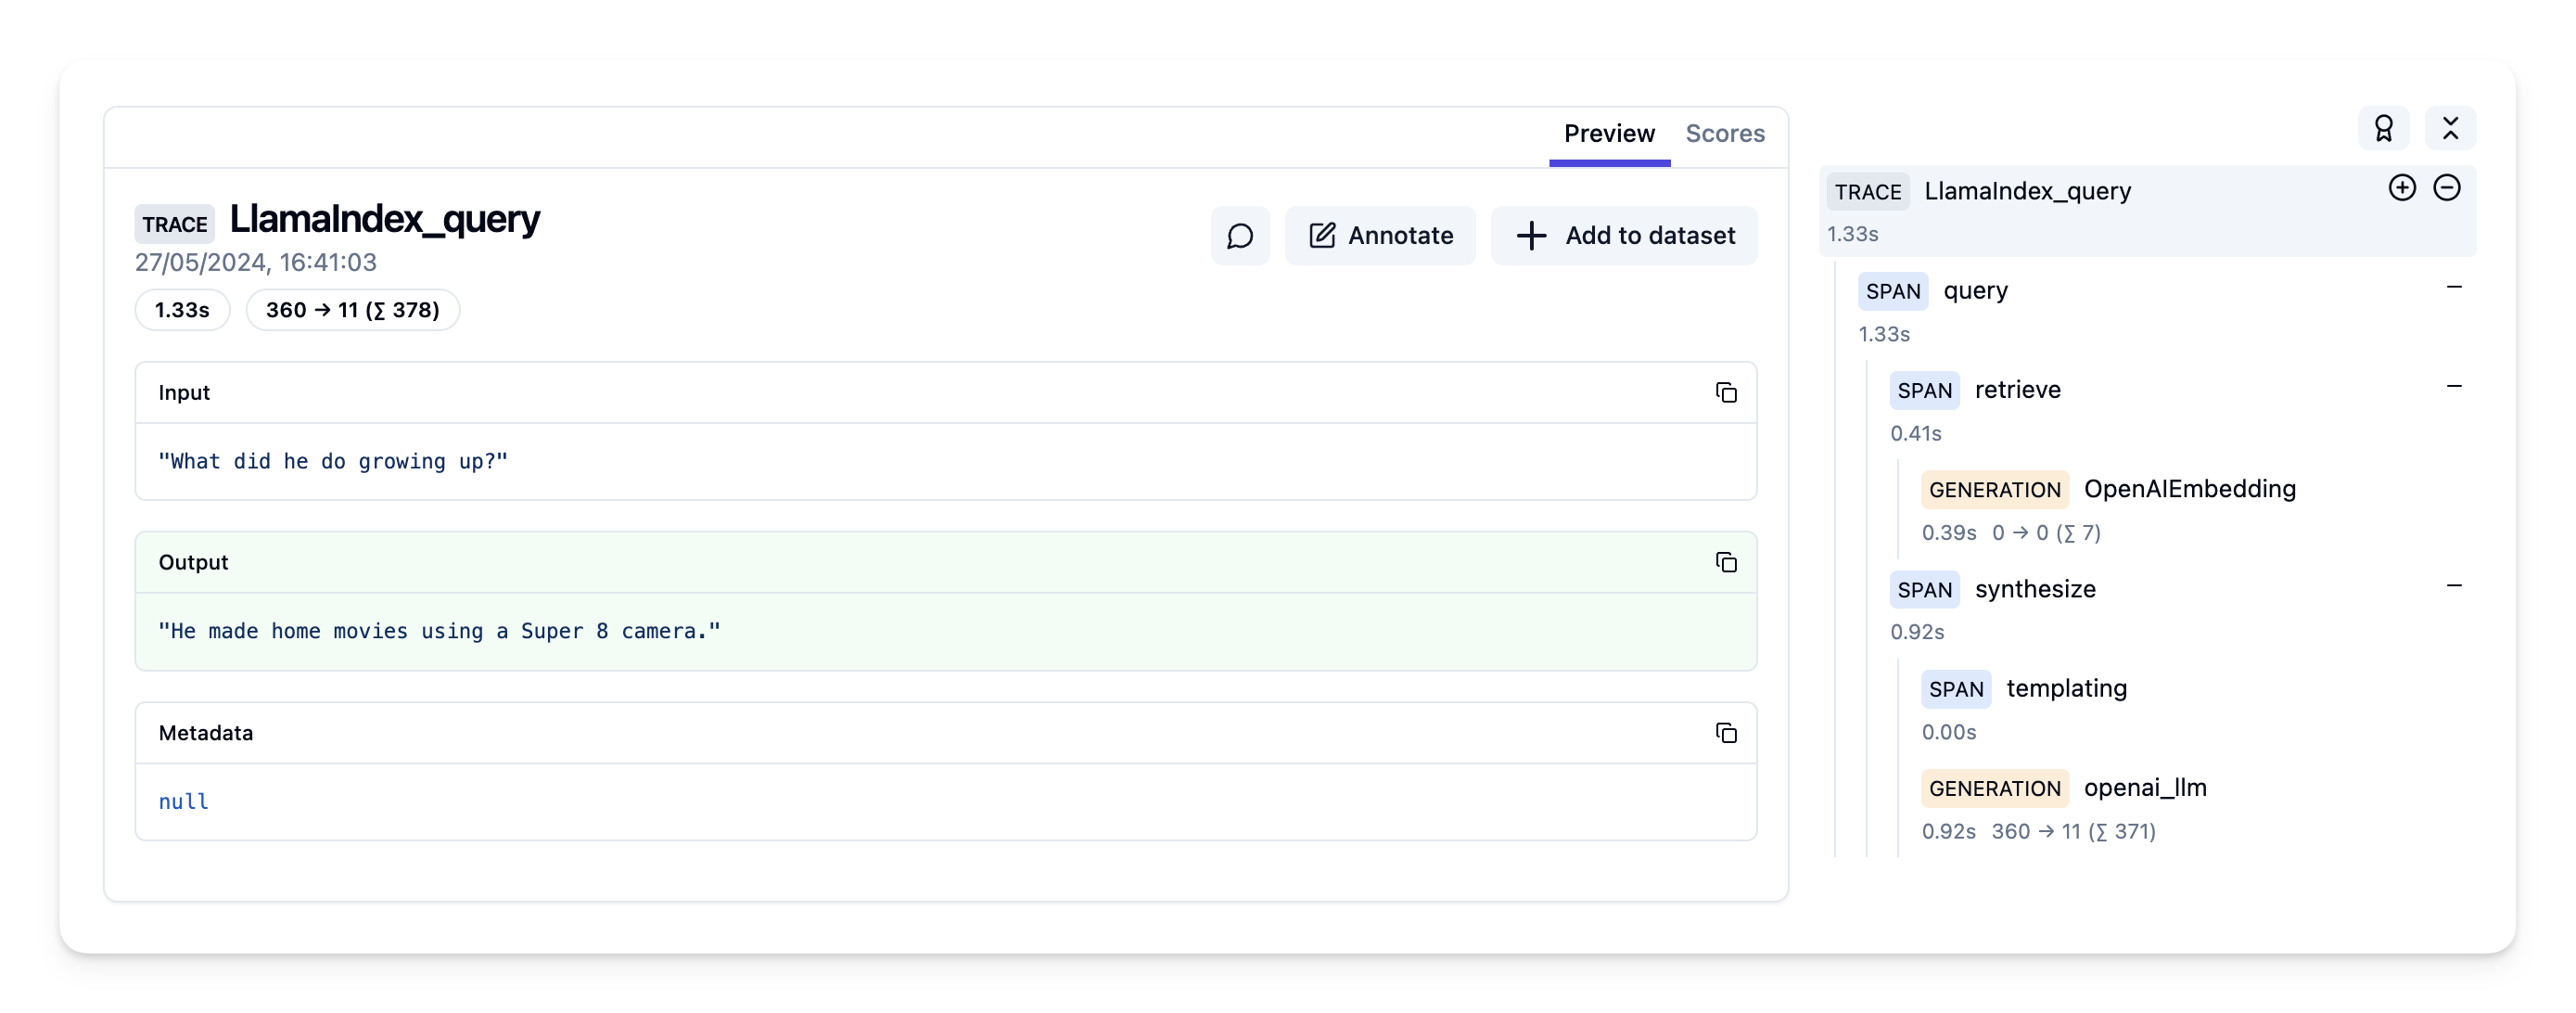 Preview Scores
TRACE LlamaIndex_query
27/05/2024, 16:41:03
1.33s 360 → 11 (∑ 378)
Annotate
Add to dataset
Input
"What did he do growing up?"
Output
"He made home movies using a Super 8 camera."
Metadata
null
TRACE LlamaIndex_query
1.33s
SPAN query
1.33s
SPAN retrieve
0.41s
GENERATION OpenAIEmbedding
0.39s 0 → 0 (∑ 7)
SPAN synthesize
0.92s
SPAN templating
0.00s
GENERATION openai_llm
0.92s 360 → 11 (∑ 371)